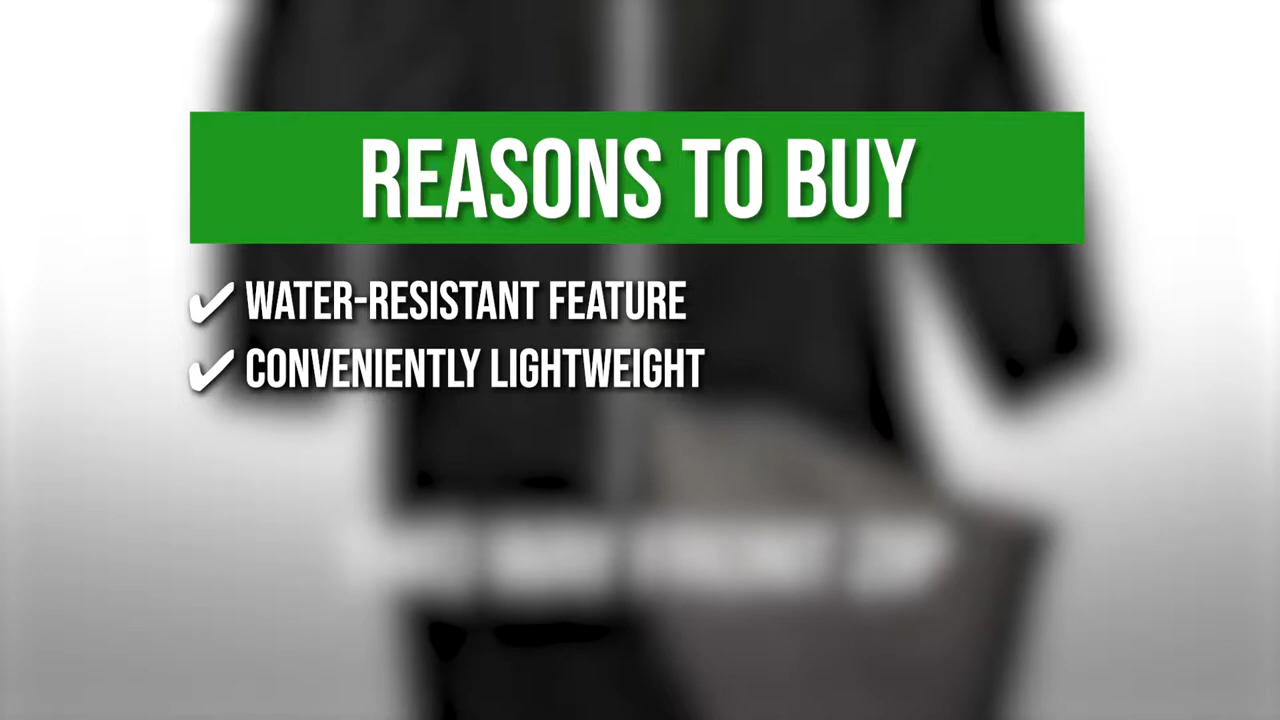 REASONS TO BUY
✔ WATER-RESISTANT FEATURE
✔ CONVENIENTLY LIGHTWEIGHT